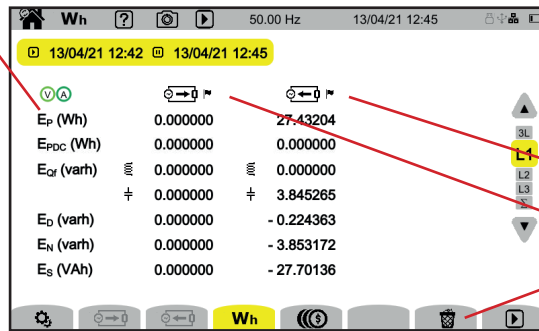 Wh ? 50.00 Hz 13/04/21 12:45
13/04/21 12:42 13/04/21 12:45
V A
EP (Wh) 0.000000 27.43204
EPDC (Wh) 0.000000 0.000000
EQf (varh) 0.000000 0.000000
0.000000 3.845265
ED (varh) 0.000000 - 0.224363
EN (varh) 0.000000 - 3.853172
ES (VAh) 0.000000 - 27.70136
3L
L1
L2
L3
Σ
Wh $